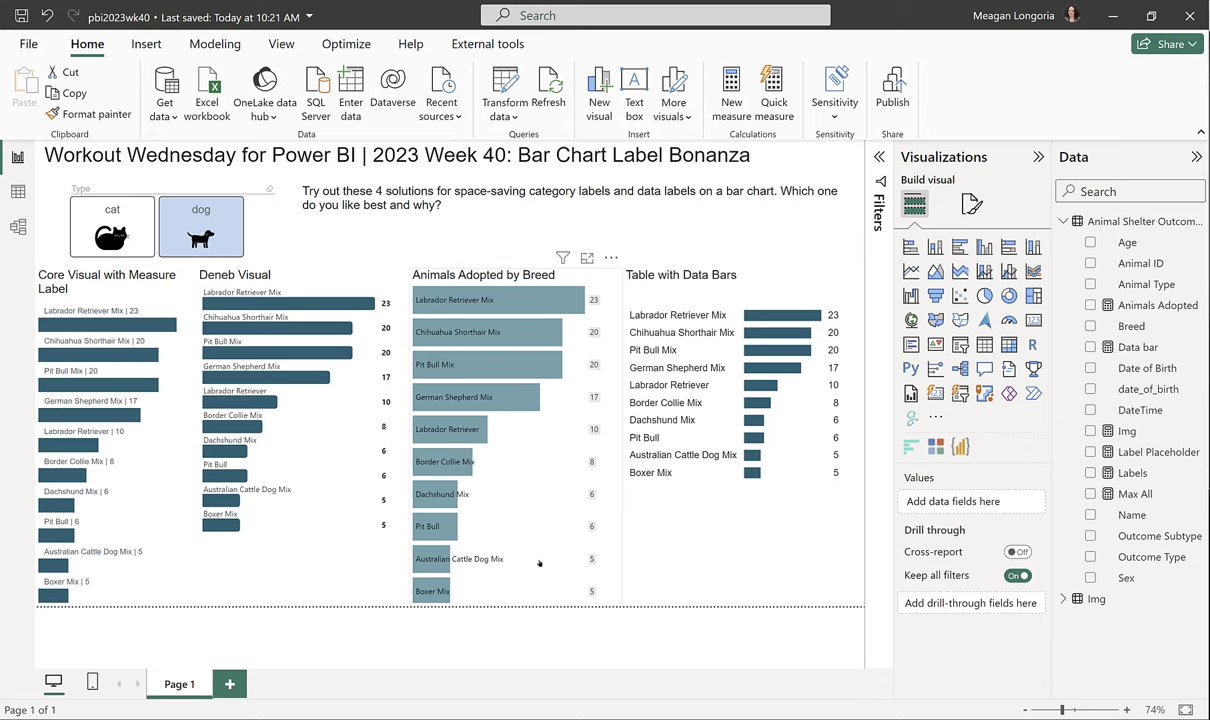 pbi2023wk40 • Last saved: Today at 10:21 AM
Search
Meagan Longoria
File
Home
Insert
Modeling
View
Optimize
Help
External tools
Share
Paste
Cut
Copy
Format painter
Clipboard
Get
data
Excel
workbook
OneLake data
hub
SQL
Server
Enter
data
Dataverse
Recent
sources
Data
Transform
data
Refresh
Queries
New
visual
Text
box
More
visuals
Insert
New
measure
Quick
measure
Calculations
Sensitivity
Sensitivity
Publish
Share
Workout Wednesday for Power BI | 2023 Week 40: Bar Chart Label Bonanza
Type
cat
dog
Try out these 4 solutions for space-saving category labels and data labels on a bar chart. Which one
do you like best and why?
Core Visual with Measure
Label
Labrador Retriever Mix | 23
Chihuahua Shorthair Mix | 20
Pit Bull Mix | 20
German Shepherd Mix | 17
Labrador Retriever | 10
Border Collie Mix | 8
Dachshund Mix | 6
Pit Bull | 6
Australian Cattle Dog Mix | 5
Boxer Mix | 5
Deneb Visual
Labrador Retriever Mix
23
Chihuahua Shorthair Mix
20
Pit Bull Mix
20
German Shepherd Mix
17
Labrador Retriever
10
Border Collie Mix
8
Dachshund Mix
6
Pit Bull
6
Australian Cattle Dog Mix
5
Boxer Mix
5
Animals Adopted by Breed
Labrador Retriever Mix 23
Chihuahua Shorthair Mix 20
Pit Bull Mix 20
German Shepherd Mix 17
Labrador Retriever 10
Border Collie Mix 8
Dachshund Mix 6
Pit Bull 6
Australian Cattle Dog Mix 5
Boxer Mix 5
Table with Data Bars
Labrador Retriever Mix 23
Chihuahua Shorthair Mix 20
Pit Bull Mix 20
German Shepherd Mix 17
Labrador Retriever 10
Border Collie Mix 8
Dachshund Mix 6
Pit Bull 6
Australian Cattle Dog Mix 5
Boxer Mix 5
Filters
Visualizations
Build visual
123
R
Py
Values
Add data fields here
Drill through
Cross-report
Off
Keep all filters
On
Add drill-through fields here
Data
Search
Animal Shelter Outcom...
Age
Animal ID
Animal Type
Animals Adopted
Breed
Data bar
Date of Birth
date_of_birth
DateTime
Img
Label Placeholder
Labels
Max All
Name
Outcome Subtype
Outcome Type
Sex
Img
Page 1
Page 1 of 1
74%